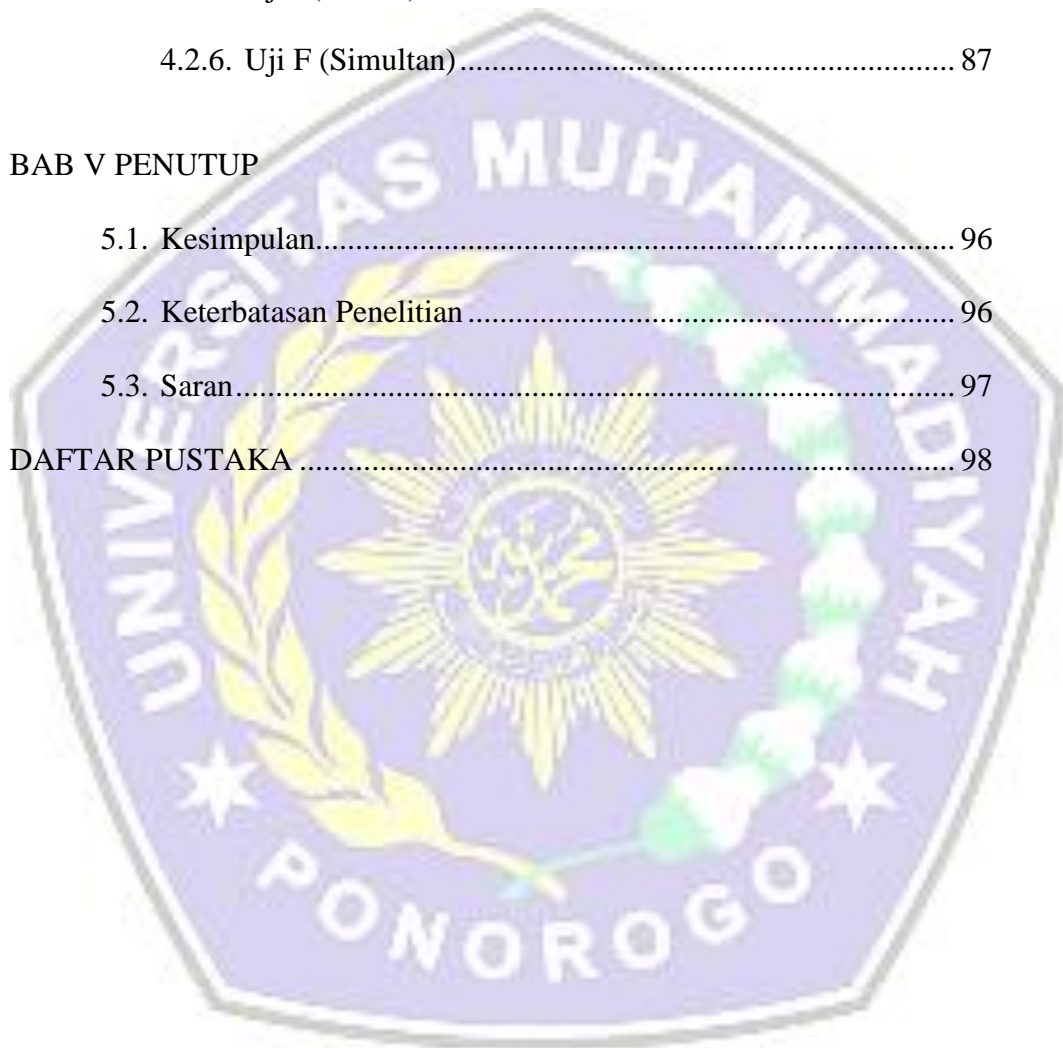 4.2.6. Uji F (Simultan) ........................................................ 87
BAB V PENUTUP
5.1. Kesimpulan........................................................................ 96
5.2. Keterbatasan Penelitian ...................................................... 96
5.3. Saran................................................................................. 97
DAFTAR PUSTAKA .......................................................................... 98
UNIVERSITAS MUHAMMADIYAH
PONOROGO